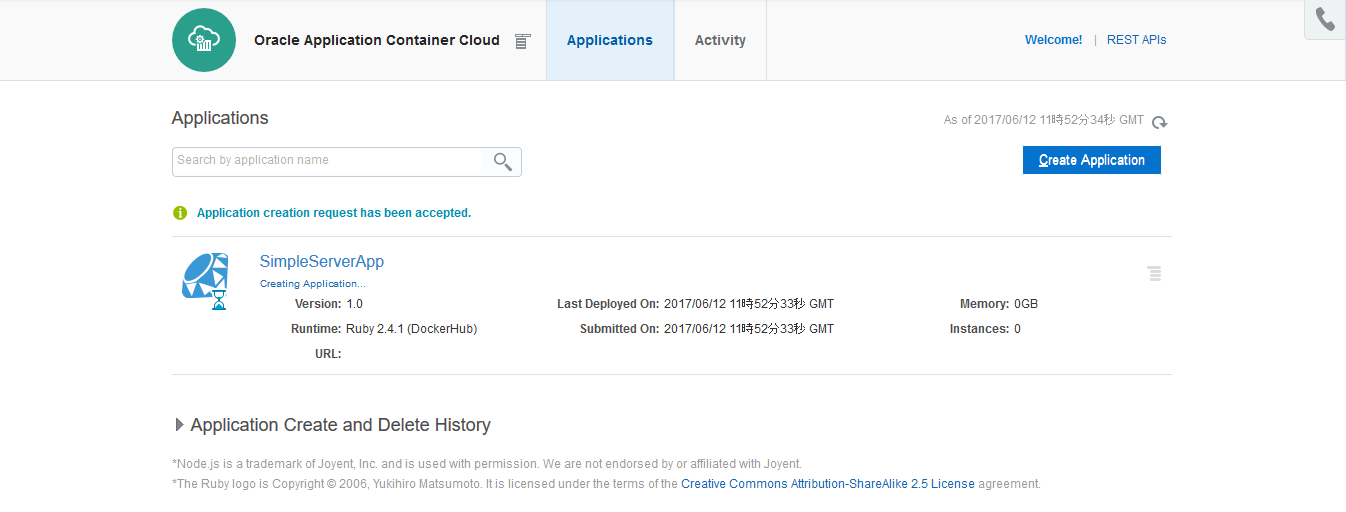 Oracle Application Container Cloud
Applications
Activity
Welcome! | REST APIs
Applications
As of 2017/06/12 11時52分34秒 GMT
Search by application name
Create Application
Application creation request has been accepted.
SimpleServerApp
Creating Application...
Version: 1.0 Last Deployed On: 2017/06/12 11時52分33秒 GMT Memory: 0GB
Runtime: Ruby 2.4.1 (DockerHub) Submitted On: 2017/06/12 11時52分33秒 GMT Instances: 0
URL:
Application Create and Delete History
*Node.js is a trademark of Joyent, Inc. and is used with permission. We are not endorsed by or affiliated with Joyent.
*The Ruby logo is Copyright © 2006, Yukihiro Matsumoto. It is licensed under the terms of the Creative Commons Attribution-ShareAlike 2.5 License agreement.